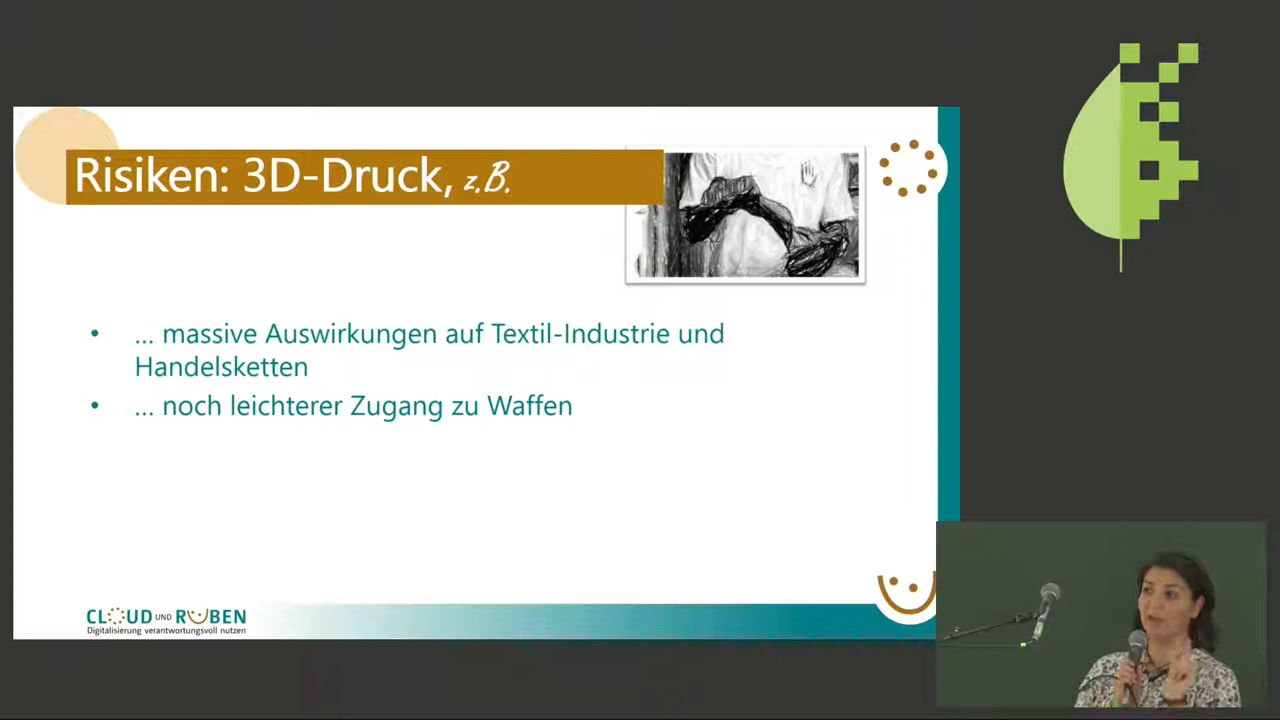 Risiken: 3D-Druck, z.B.
• ... massive Auswirkungen auf Textil-Industrie und
Handelsketten
• ... noch leichterer Zugang zu Waffen
CLOUD UND RUBEN
Digitalisierung verantwortungsvoll nutzen